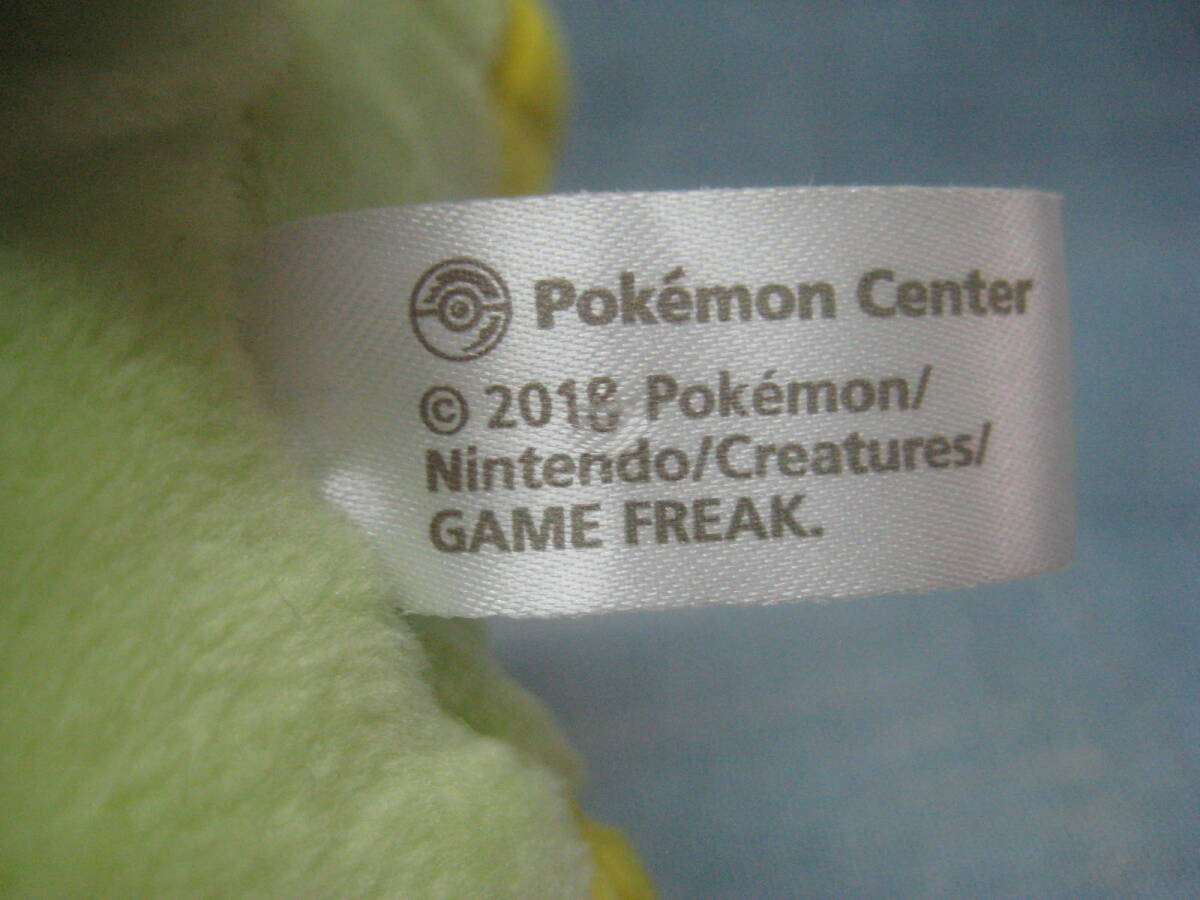 Pokémon Center
© 2018 Pokémon/
Nintendo/Creatures/
GAME FREAK.